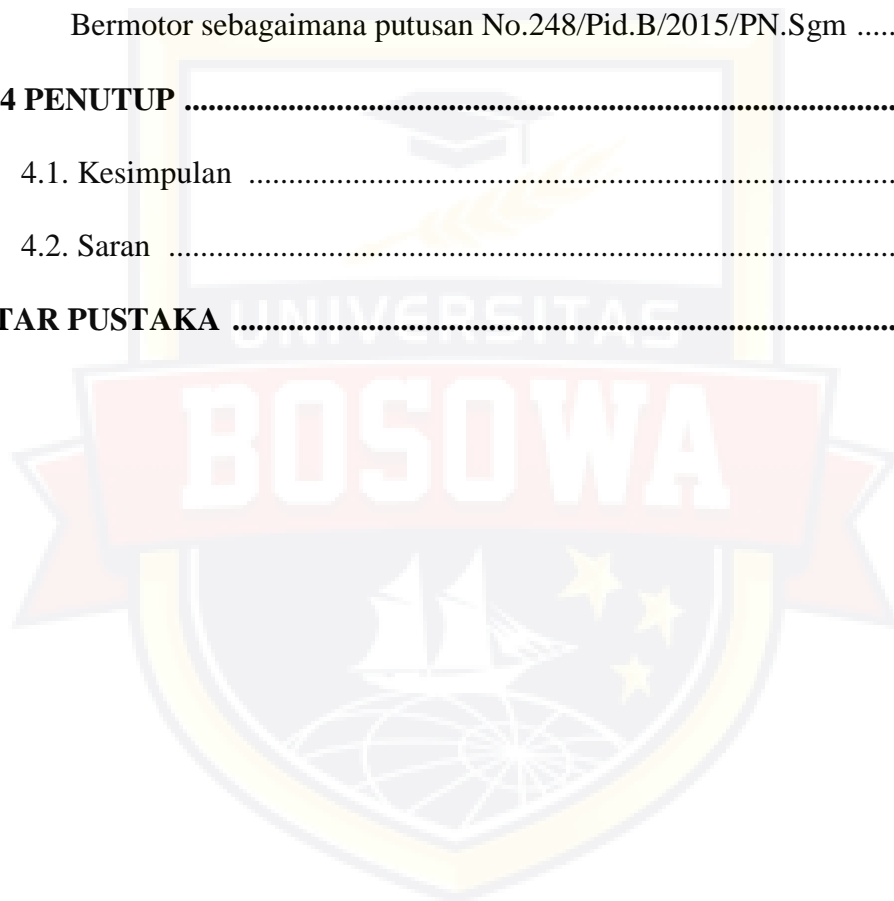 Bermotor sebagaimana putusan No.248/Pid.B/2015/PN.Sgm .....
4 PENUTUP ..........................................................................................
4.1. Kesimpulan ..................................................................................
4.2. Saran ............................................................................................
TAR PUSTAKA ....................................................................................
UNIVERSITAS
BOSOWA